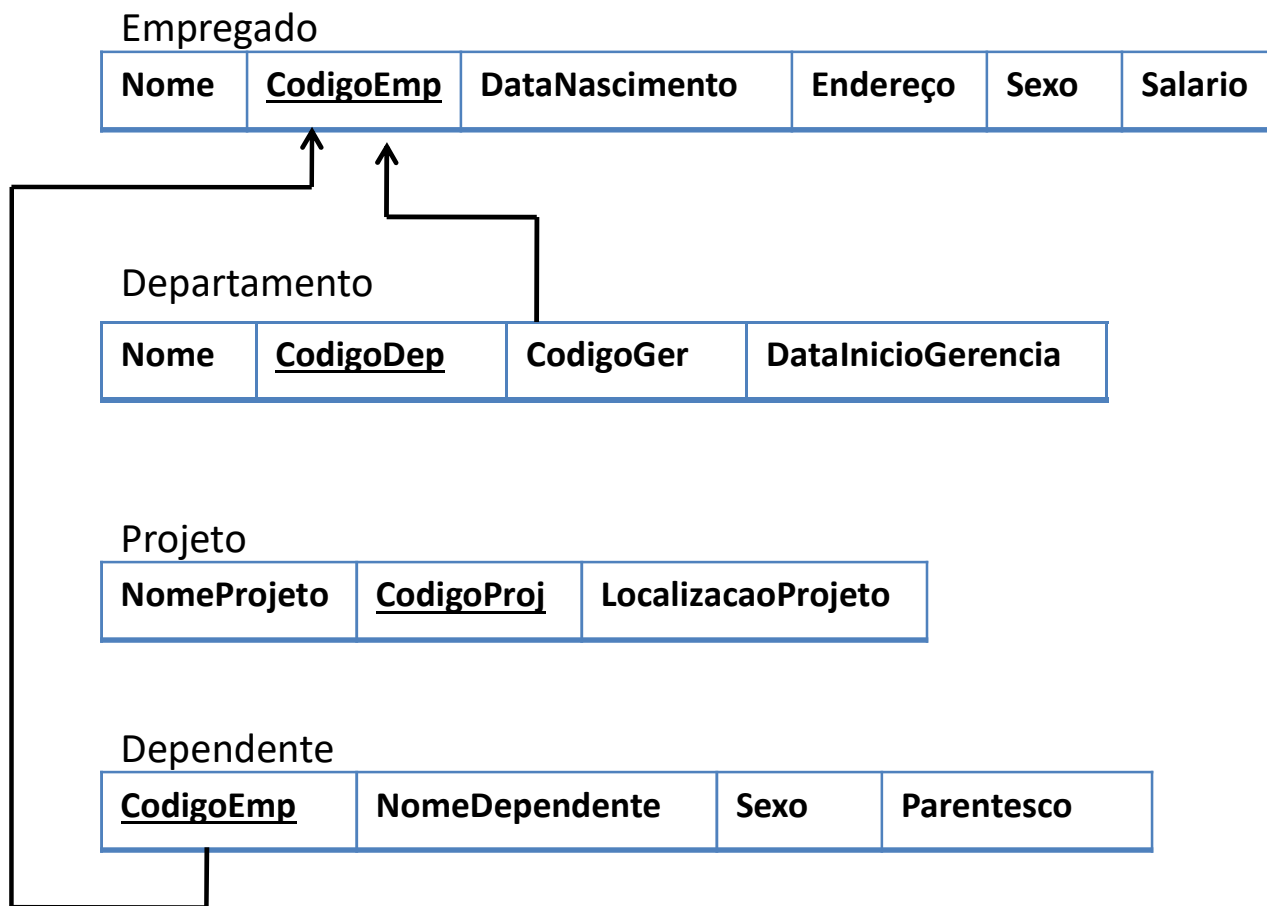 Empregado
Nome CodigoEmp DataNascimento Endereço Sexo Salario
Departamento
Nome CodigoDep CodigoGer DataInicioGerencia
Projeto
NomeProjeto CodigoProj LocalizacaoProjeto
Dependente
CodigoEmp NomeDependente Sexo Parentesco